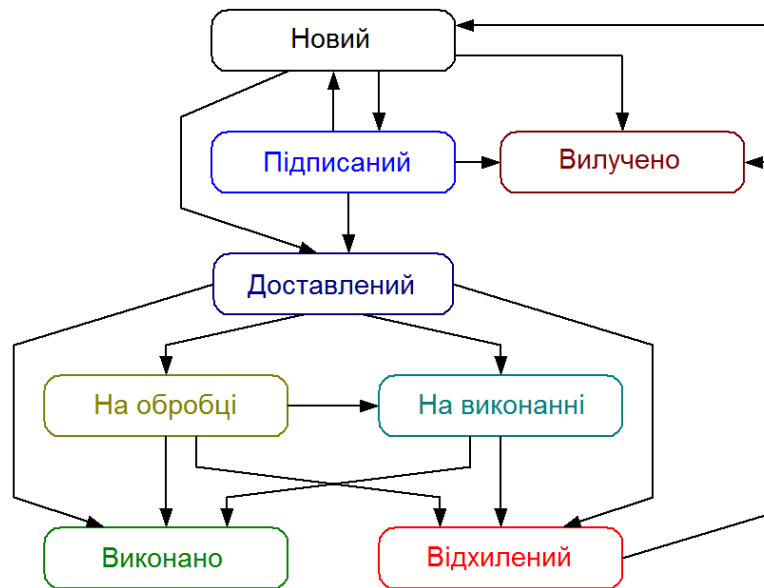 Новий
Підписаний
Вилучено
Доставлений
На обробці
На виконанні
Виконано
Відхилений